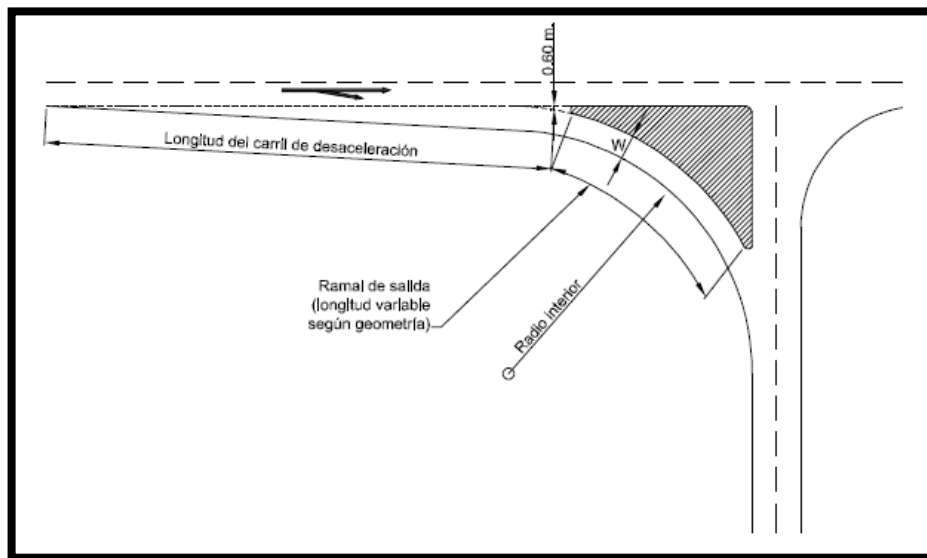 0.60 m
Longitud del carril de desaceleración
W
Ramal de salida
(longitud variable
según geometría)
Radio interior